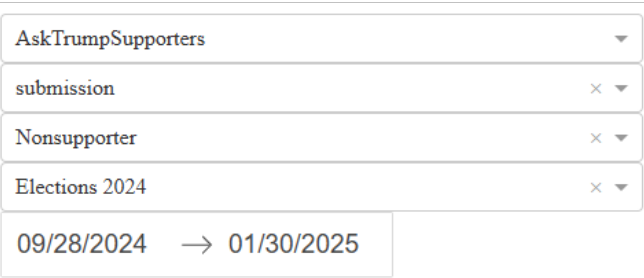 AskTrumpSupporters
submission
Nonsupporter
Elections 2024
09/28/2024 → 01/30/2025